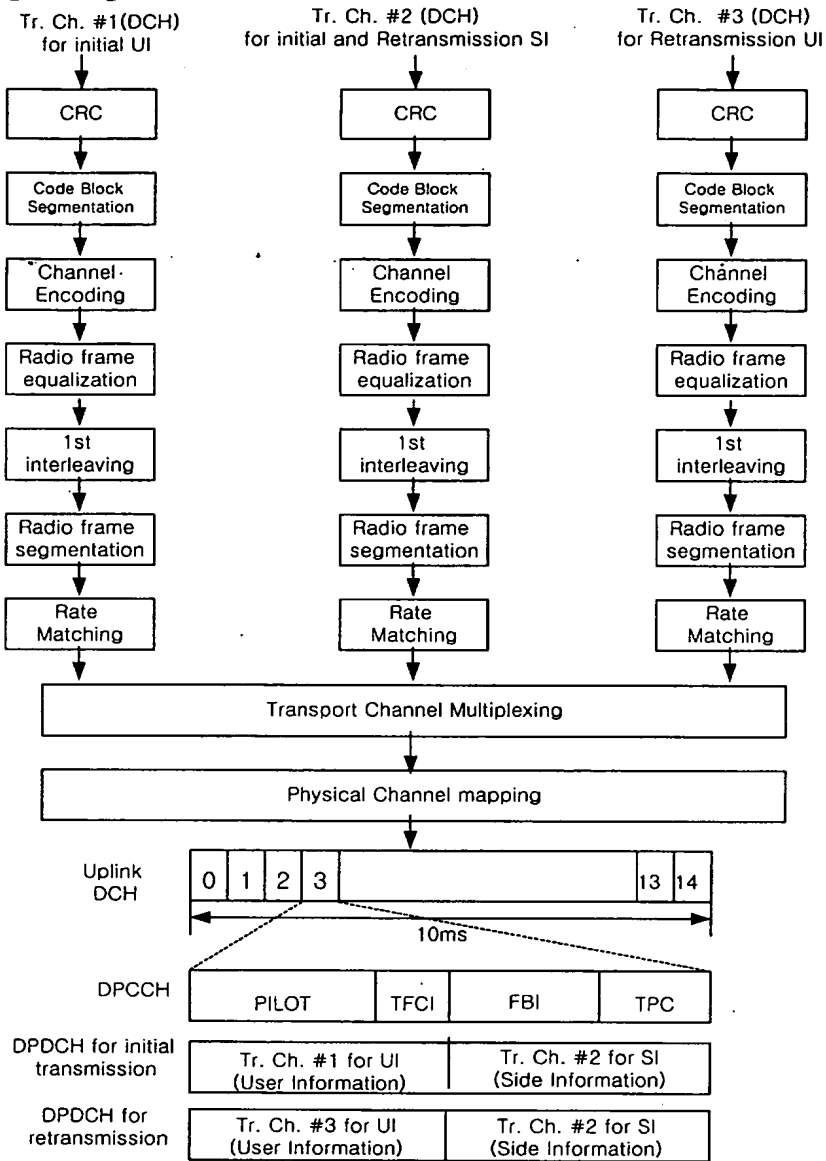 Tr. Ch. #1(DCH)
for initial UI
Tr. Ch. #2 (DCH)
for initial and Retransmission SI
Tr. Ch. #3 (DCH)
for Retransmission UI
CRC
CRC
CRC
Code Block
Segmentation
Code Block
Segmentation
Code Block
Segmentation
Channel
Encoding
Channel
Encoding
Channel
Encoding
Radio frame
equalization
Radio frame
equalization
Radio frame
equalization
1st
interleaving
1st
interleaving
1st
interleaving
Radio frame
segmentation
Radio frame
segmentation
Radio frame
segmentation
Rate
Matching
Rate
Matching
Rate
Matching
Transport Channel Multiplexing
Physical Channel mapping
Uplink
DCH
0 1 2 3 13 14
10ms
DPCCH
PILOT TFCI FBI TPC
DPDCH for initial
transmission
Tr. Ch. #1 for UI
(User Information)
Tr. Ch. #2 for SI
(Side Information)
DPDCH for
retransmission
Tr. Ch. #3 for UI
(User Information)
Tr. Ch. #2 for SI
(Side Information)